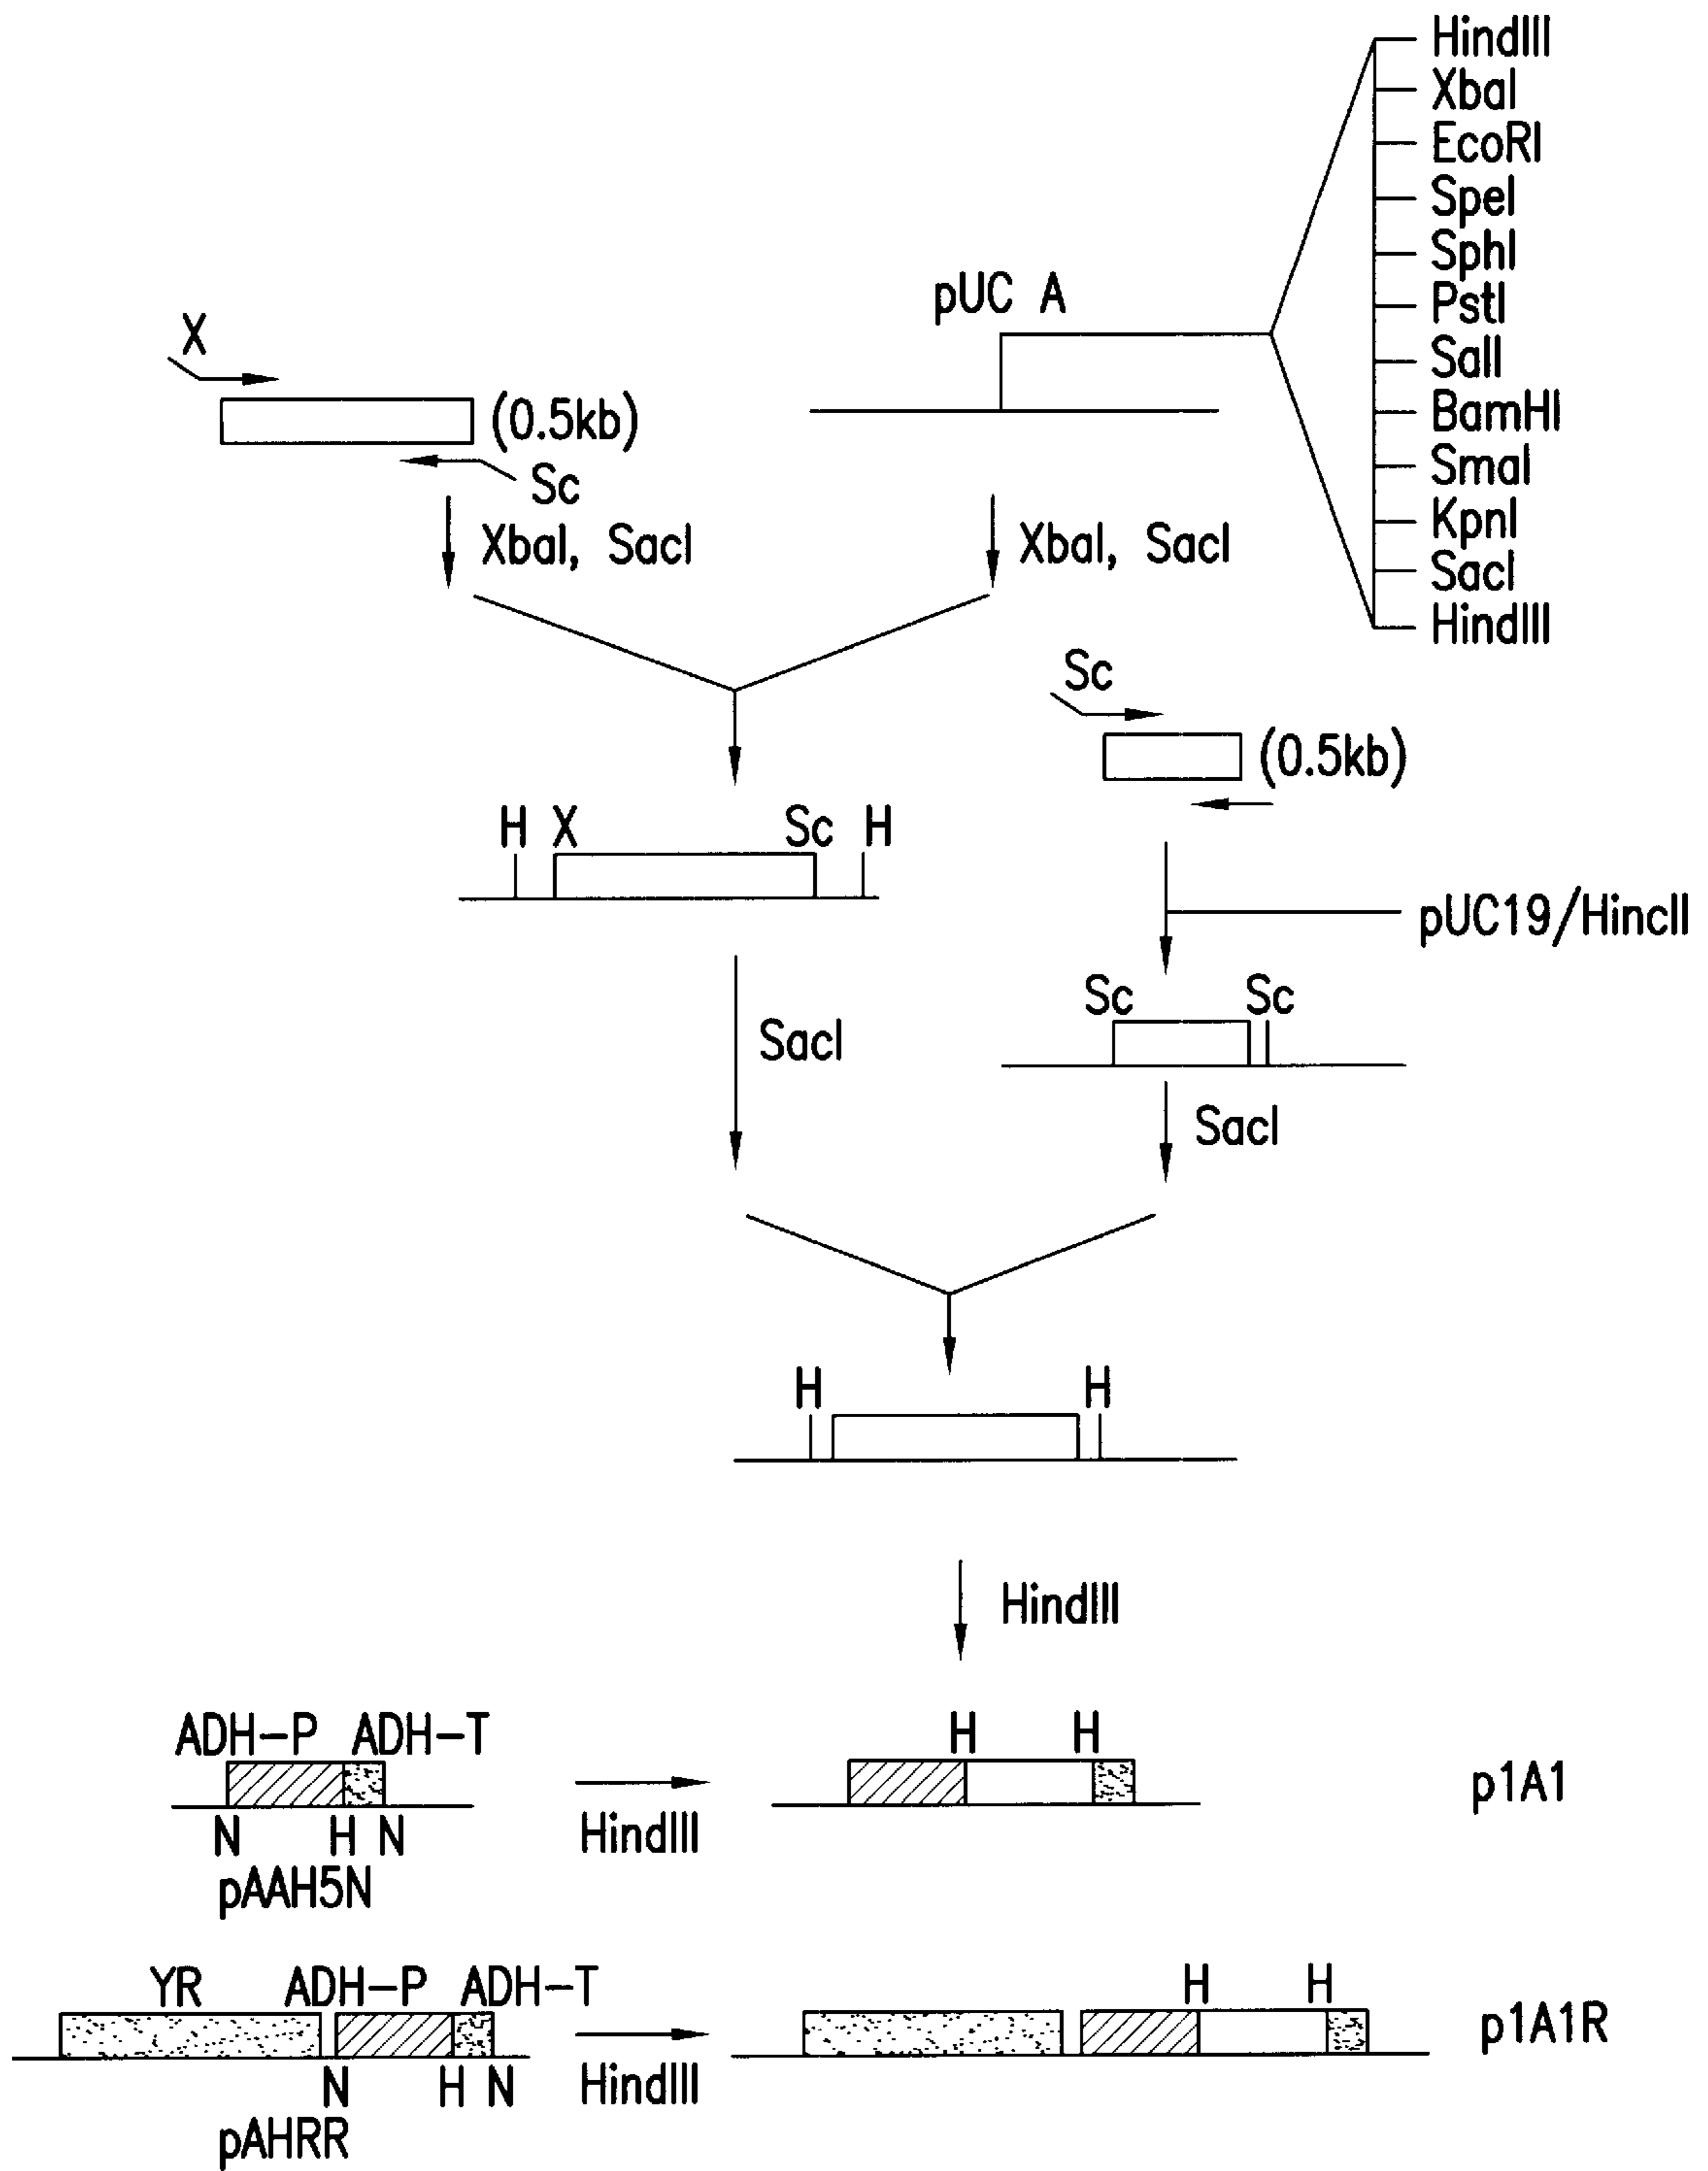 HindIII
XbaI
EcoRI
SpeI
SphI
PstI
SalI
BamHI
SmaI
KpnI
SacI
HindIII
pUC A
X
(0.5kb)
Sc
XbaI, SacI
XbaI, SacI
Sc
(0.5kb)
H X Sc H
pUC19/HincII
Sc Sc
SacI
SacI
H H
HindIII
ADH-P ADH-T
H H
p1A1
N H N
HindIII
pAAH5N
YR ADH-P ADH-T
H H
p1A1R
N H N
HindIII
pAHRR